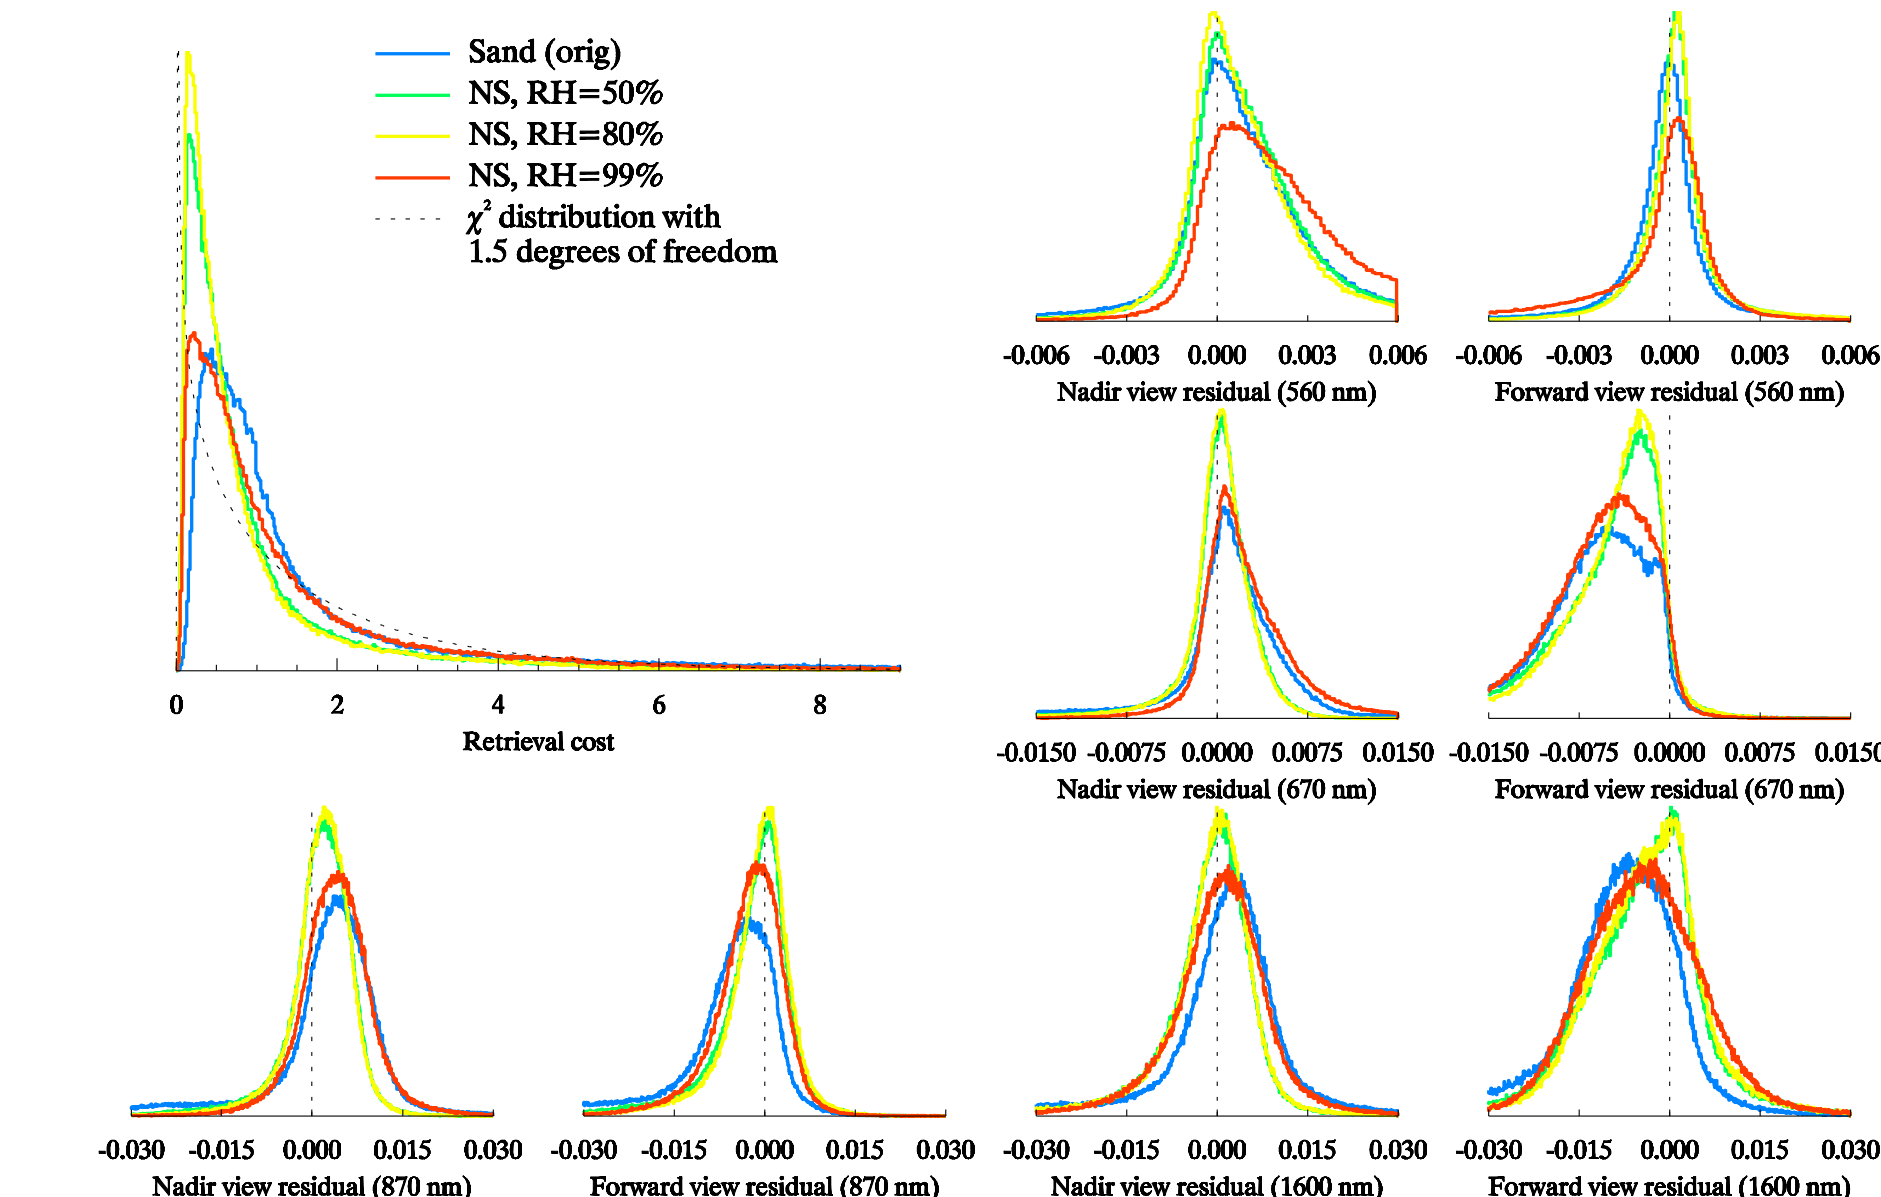 Sand (orig)
NS, RH=50%
NS, RH=80%
NS, RH=99%
χ² distribution with
1.5 degrees of freedom
0 2 4 6 8
Retrieval cost
-0.006 -0.003 0.000 0.003 0.006
Nadir view residual (560 nm)
-0.006 -0.003 0.000 0.003 0.006
Forward view residual (560 nm)
-0.0150 -0.0075 0.0000 0.0075 0.0150
Nadir view residual (670 nm)
-0.0150 -0.0075 0.0000 0.0075 0.0150
Forward view residual (670 nm)
-0.030 -0.015 0.000 0.015 0.030
Nadir view residual (870 nm)
-0.030 -0.015 0.000 0.015 0.030
Forward view residual (870 nm)
-0.030 -0.015 0.000 0.015 0.030
Nadir view residual (1600 nm)
-0.030 -0.015 0.000 0.015 0.030
Forward view residual (1600 nm)